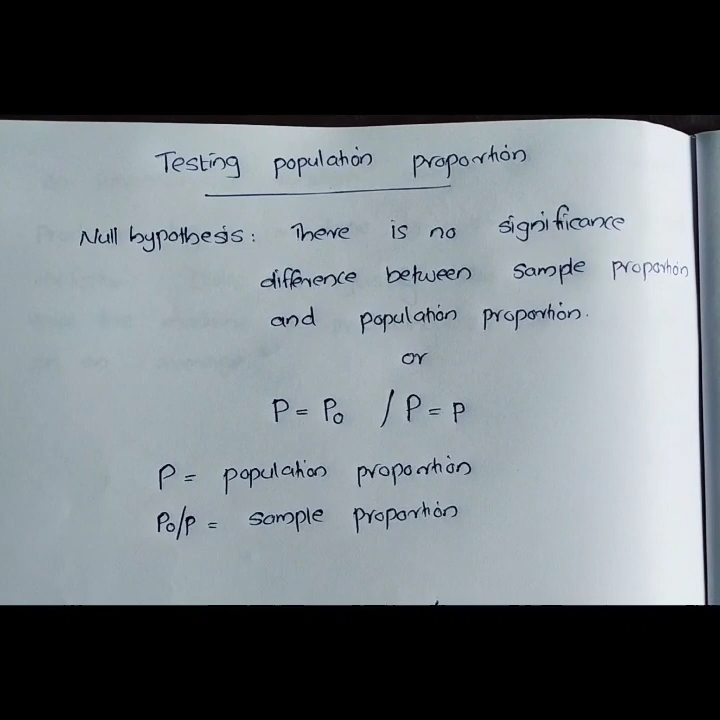 Testing population proportion
Null hypothesis: There is no significance
difference between sample proportion
and population proportion.
or
P = P₀ / P = p
P = population proportion
P₀/p = sample proportion